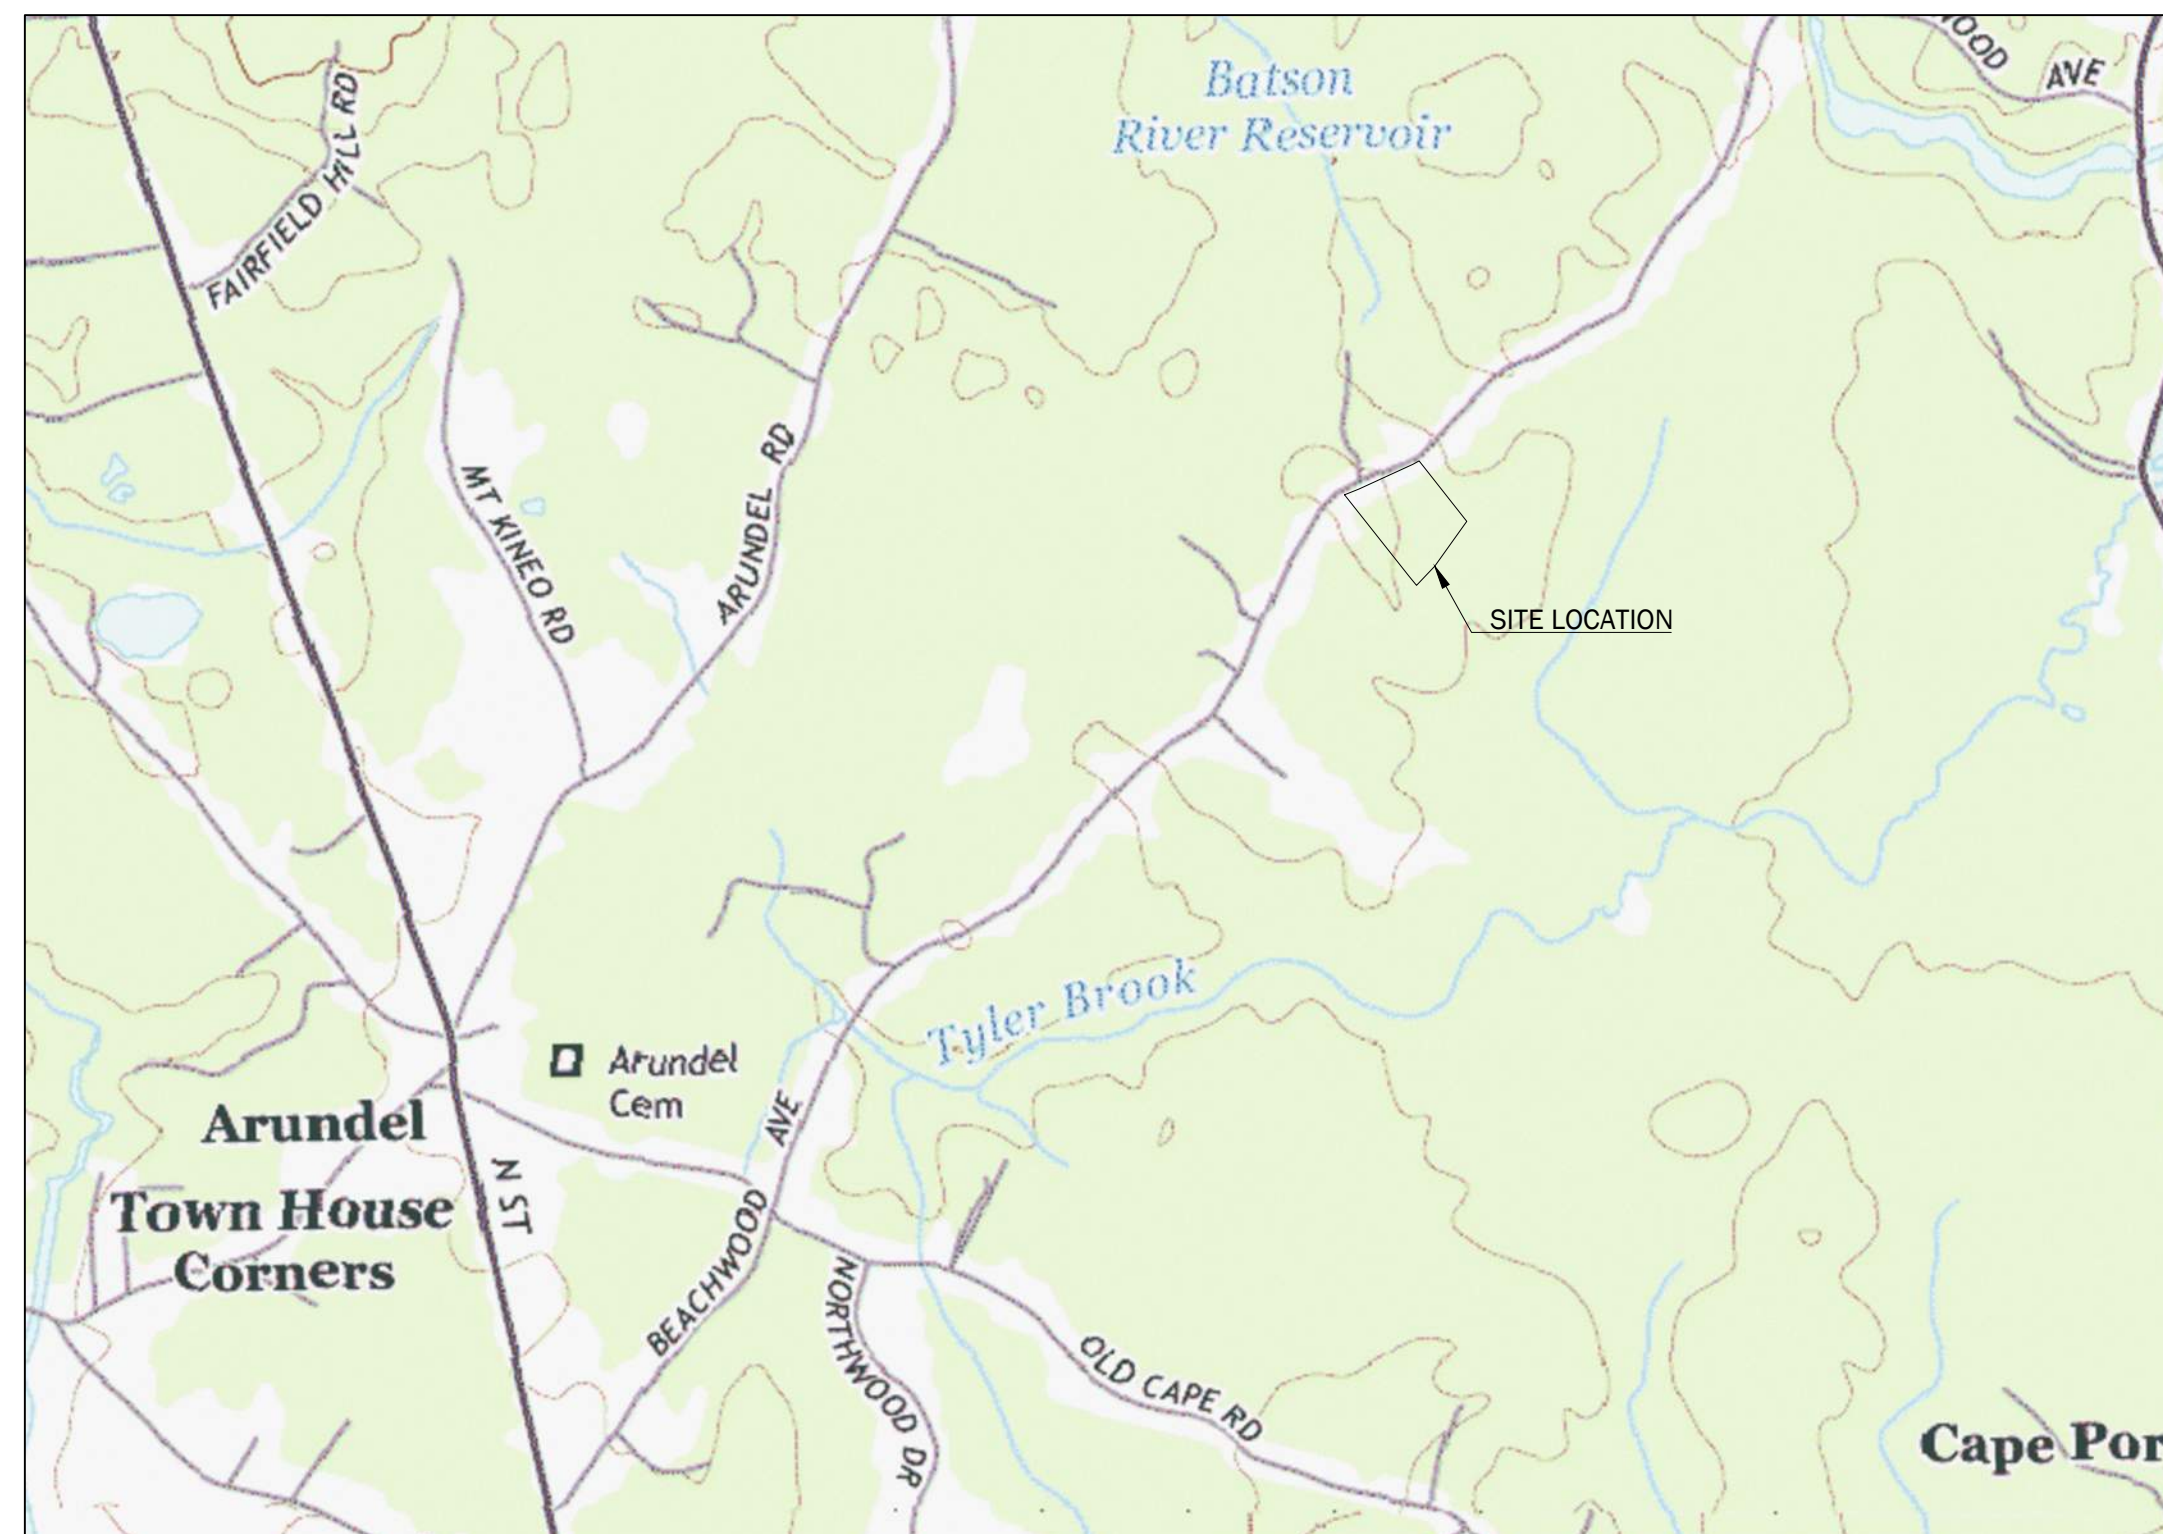 WOOD
AVE
Batson
River Reservoir
FAIRFIELD HILL RD
ARUNDEL RD
MT KINEO RD
SITE LOCATION
Tyler Brook
Arundel
Cem
Arundel
Town House
Corners
N ST
BEACHWOOD AVE
NORTHWOOD DR
OLD CAPE RD
Cape Por